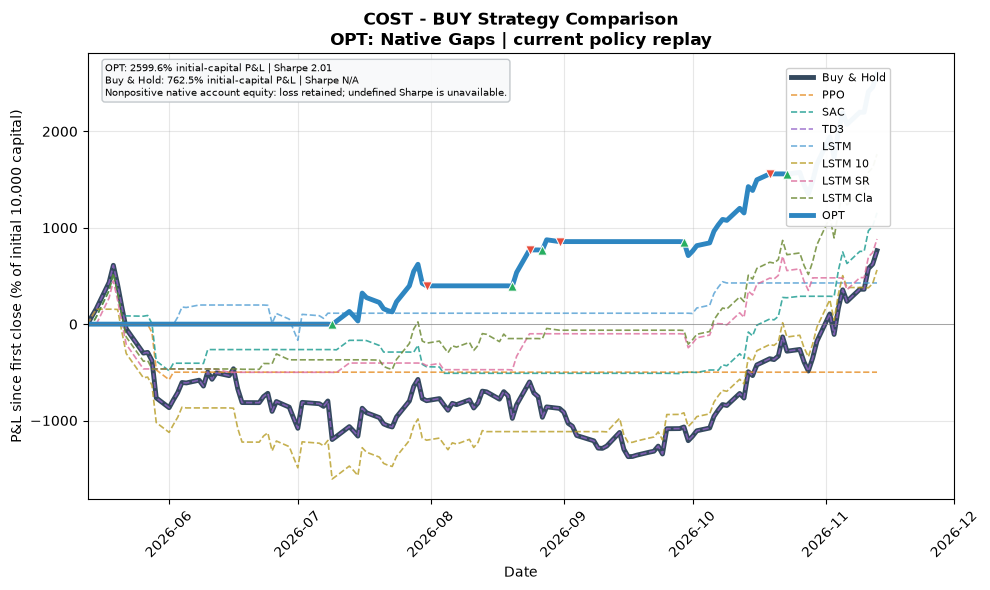 COST - BUY Strategy Comparison
OPT: Native Gaps | current policy replay
OPT: 2599.6% initial-capital P&L | Sharpe 2.01
Buy & Hold: 762.5% initial-capital P&L | Sharpe N/A
Nonpositive native account equity: loss retained; undefined Sharpe is unavailable.
Buy & Hold
PPO
SAC
TD3
LSTM
LSTM 10
LSTM SR
LSTM Cla
OPT
P&L since first close (% of initial 10,000 capital)
2000
1000
0
−1000
2026-06
2026-07
2026-08
2026-09
2026-10
2026-11
2026-12
Date